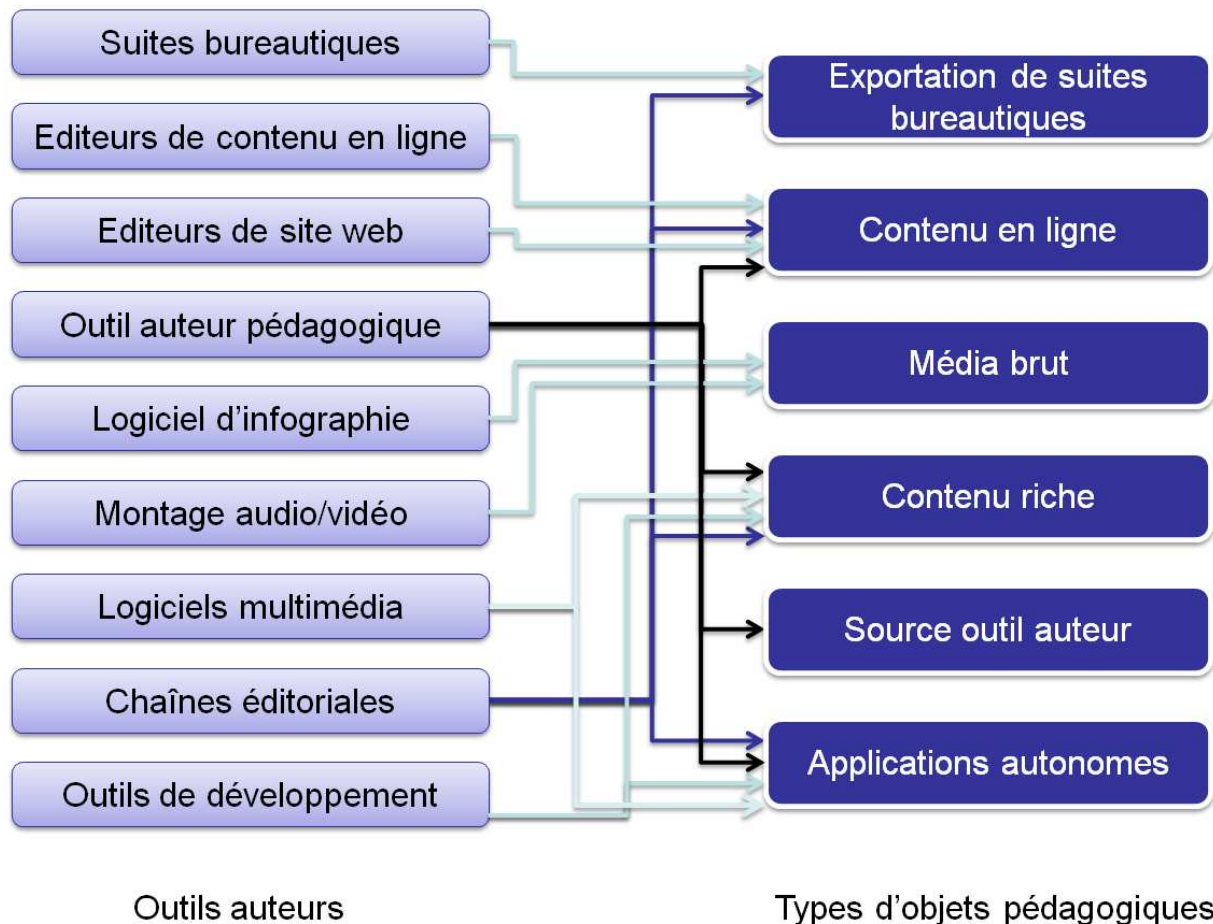 Suites bureautiques
Editeurs de contenu en ligne
Editeurs de site web
Outil auteur pédagogique
Logiciel d’infographie
Montage audio/vidéo
Logiciels multimédia
Chaînes éditoriales
Outils de développement
Outils auteurs
Exportation de suites
bureautiques
Contenu en ligne
Média brut
Contenu riche
Source outil auteur
Applications autonomes
Types d’objets pédagogiques